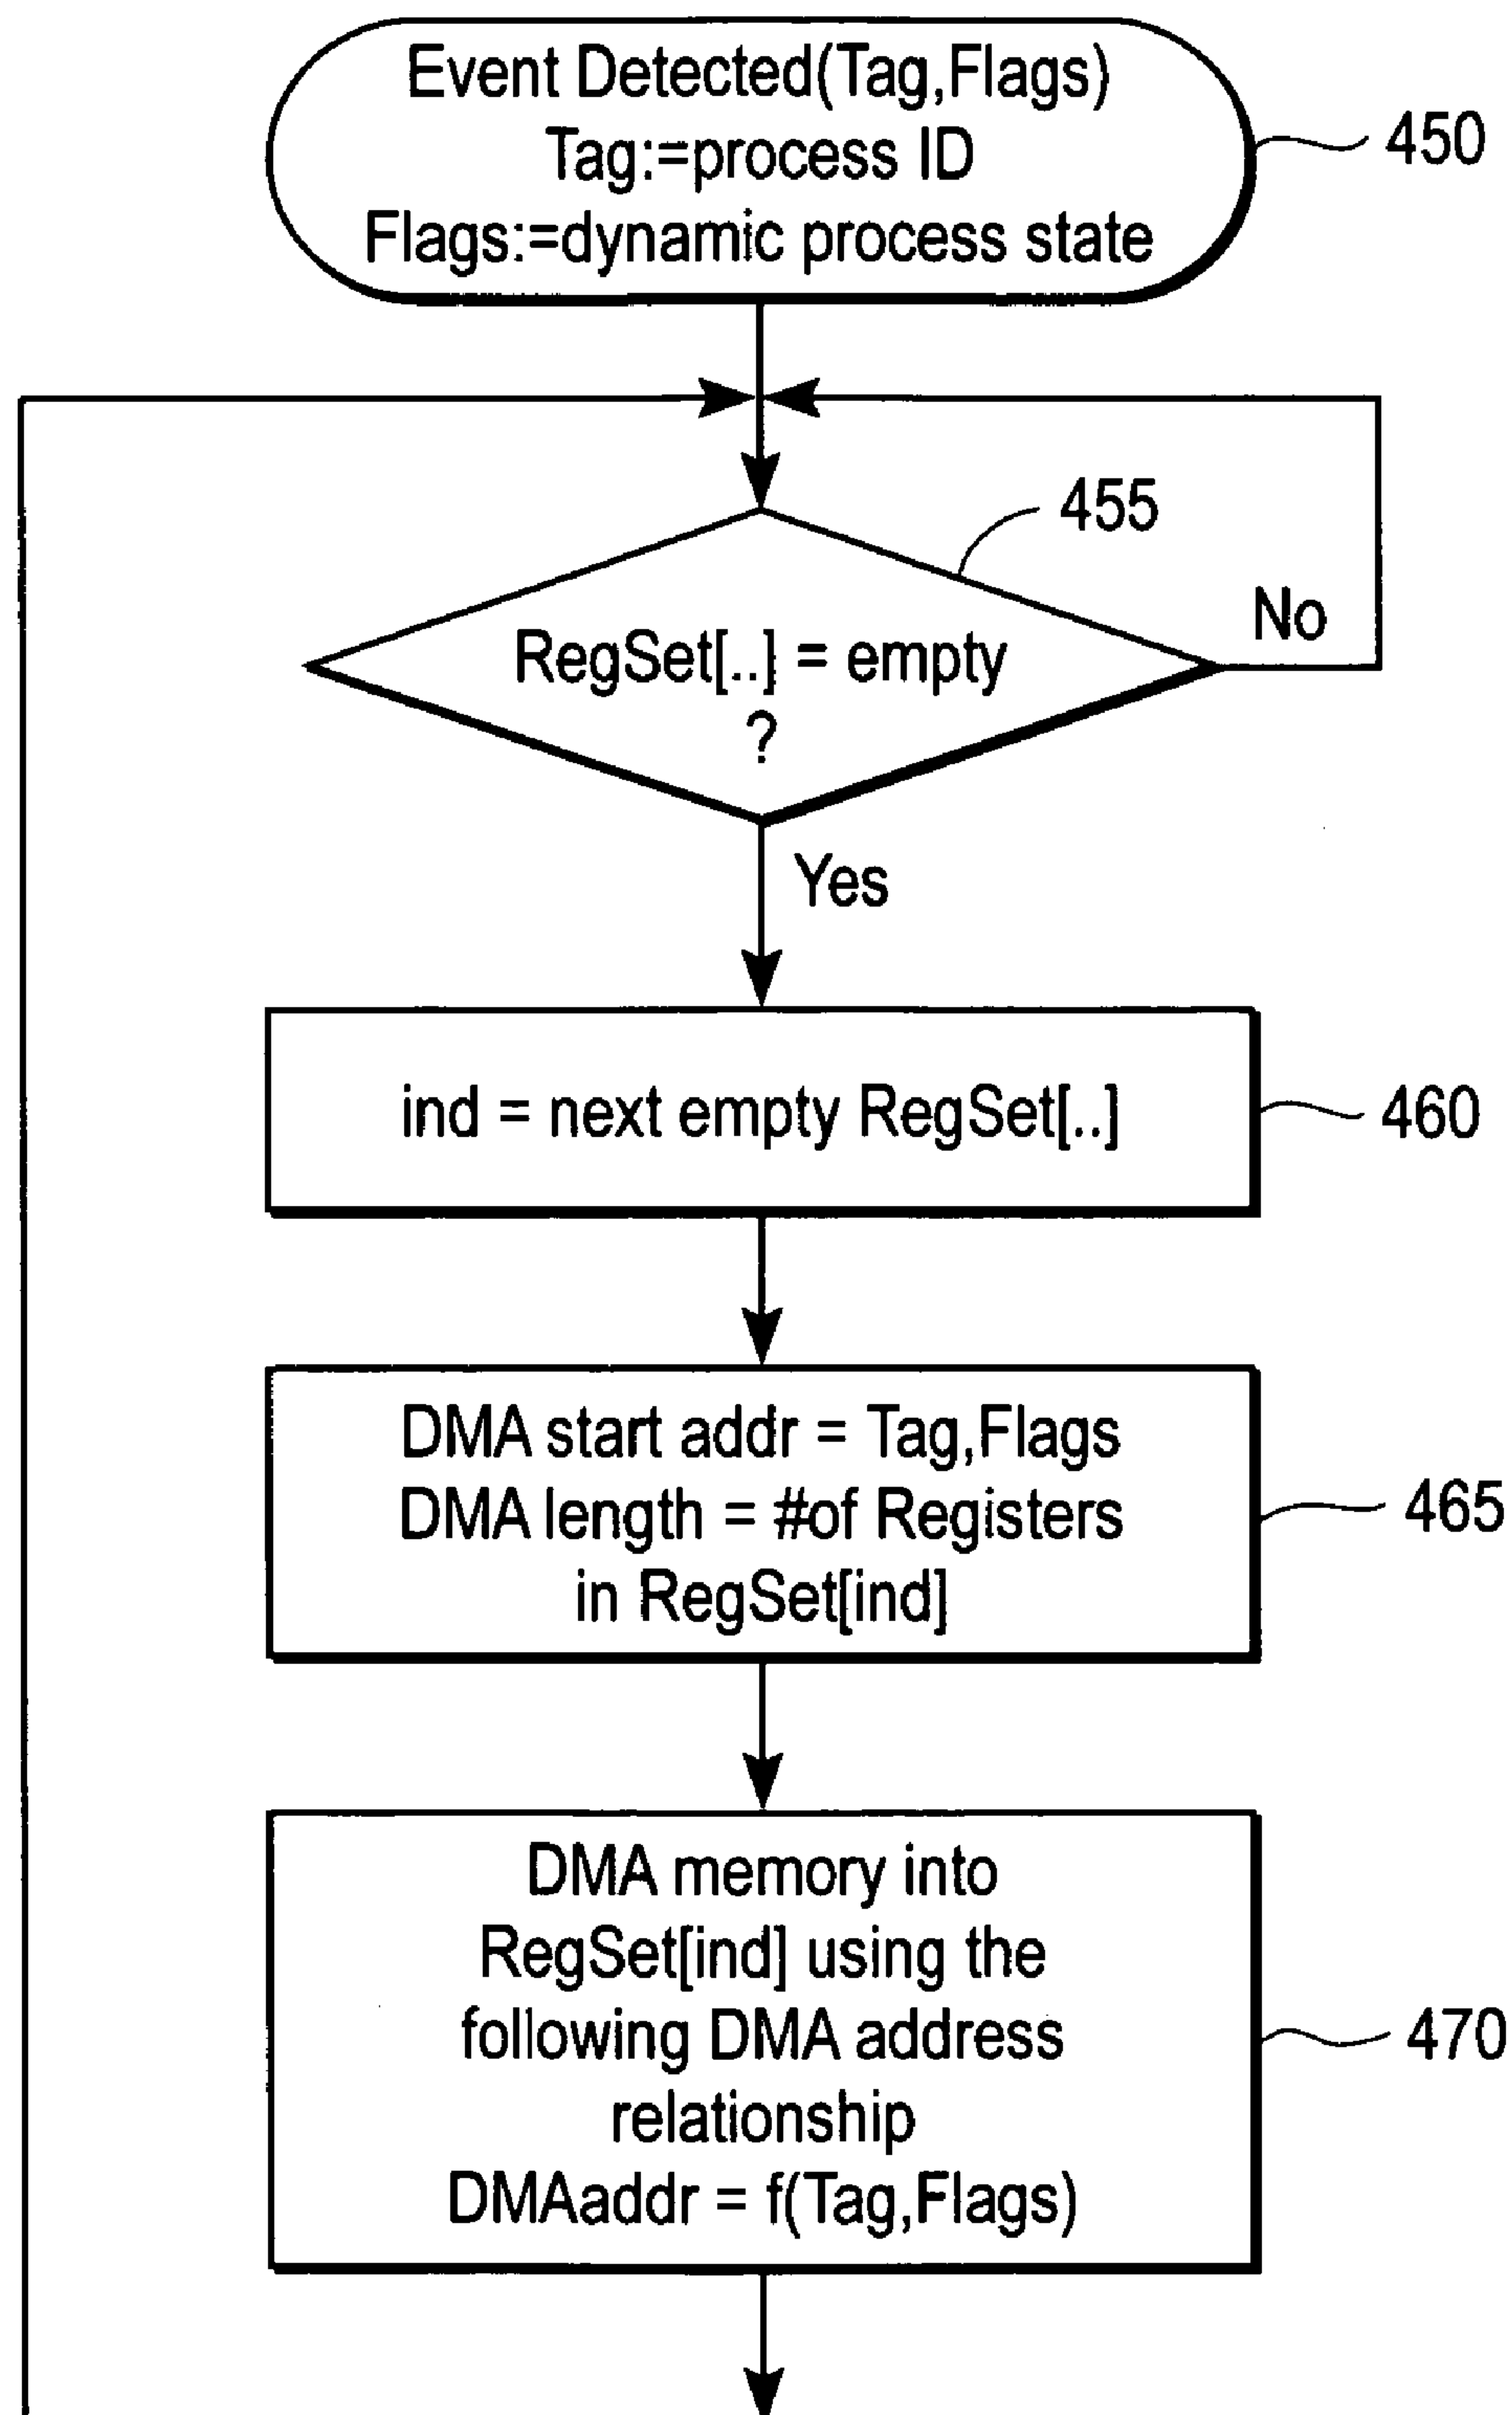 Event Detected(Tag,Flags)
Tag:=process ID
Flags:=dynamic process state
450
455
RegSet[..] = empty
?
No
Yes
ind = next empty RegSet[..]
460
DMA start addr = Tag,Flags
DMA length = #of Registers
in RegSet[ind]
465
DMA memory into
RegSet[ind] using the
following DMA address
relationship
DMAaddr = f(Tag,Flags)
470